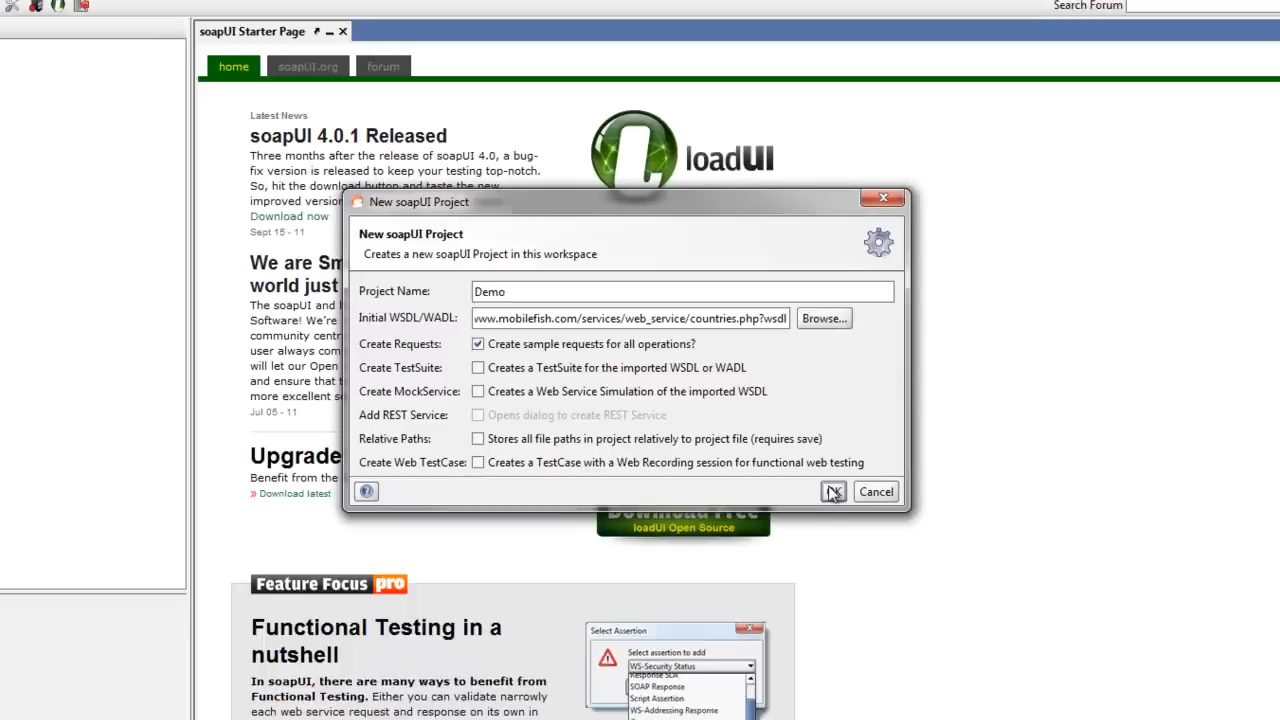 Search Forum
soapUI Starter Page
home
soapUI.org
forum
Latest News
soapUI 4.0.1 Released
Three months after the release of soapUI 4.0, a bug-
fix version is released to keep your testing top-notch.
So, hit the download button and taste the new
improved version
Download now
Sept 15 - 11
loadUI
We are Sm
world just
The soapUI and l
Software! We're
community centr
user always com
will let our Open
and ensure that t
more excellent s
Jul 05 - 11
Upgrade
Benefit from the
» Download latest
New soapUI Project
New soapUI Project
Creates a new soapUI Project in this workspace
Project Name: Demo
Initial WSDL/WADL: www.mobilefish.com/services/web_service/countries.php?wsdl Browse...
Create Requests: Create sample requests for all operations?
Create TestSuite: Creates a TestSuite for the imported WSDL or WADL
Create MockService: Creates a Web Service Simulation of the imported WSDL
Add REST Service: Opens dialog to create REST Service
Relative Paths: Stores all file paths in project relatively to project file (requires save)
Create Web TestCase: Creates a TestCase with a Web Recording session for functional web testing
Cancel
Download Free
loadUI Open Source
Feature Focus pro
Functional Testing in a
nutshell
In soapUI, there are many ways to benefit from
Functional Testing. Either you can validate narrowly
each web service request and response on its own in
Select Assertion
Select assertion to add
WS-Security Status
Response SLA
SOAP Response
Script Assertion
WS-Addressing Response